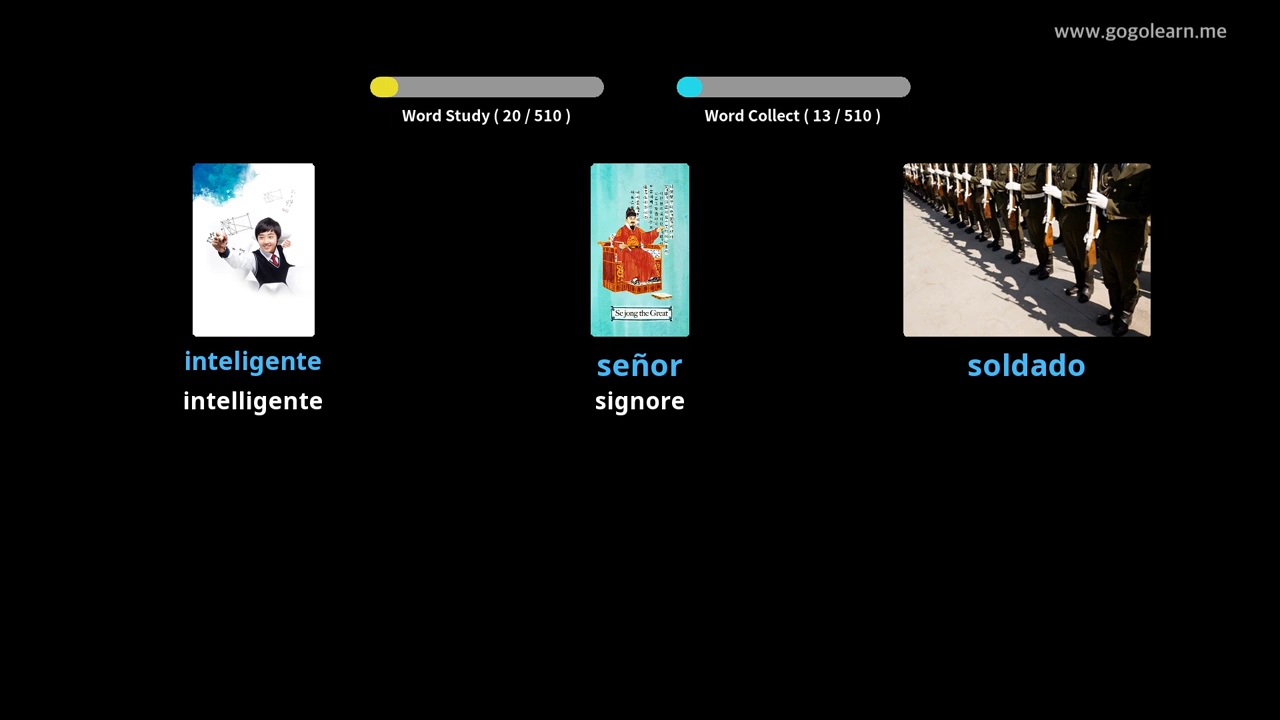 www.gogolearn.me
Word Study ( 20 / 510 )
Word Collect ( 13 / 510 )
Sejong the Great
inteligente
señor
soldado
intelligente
signore